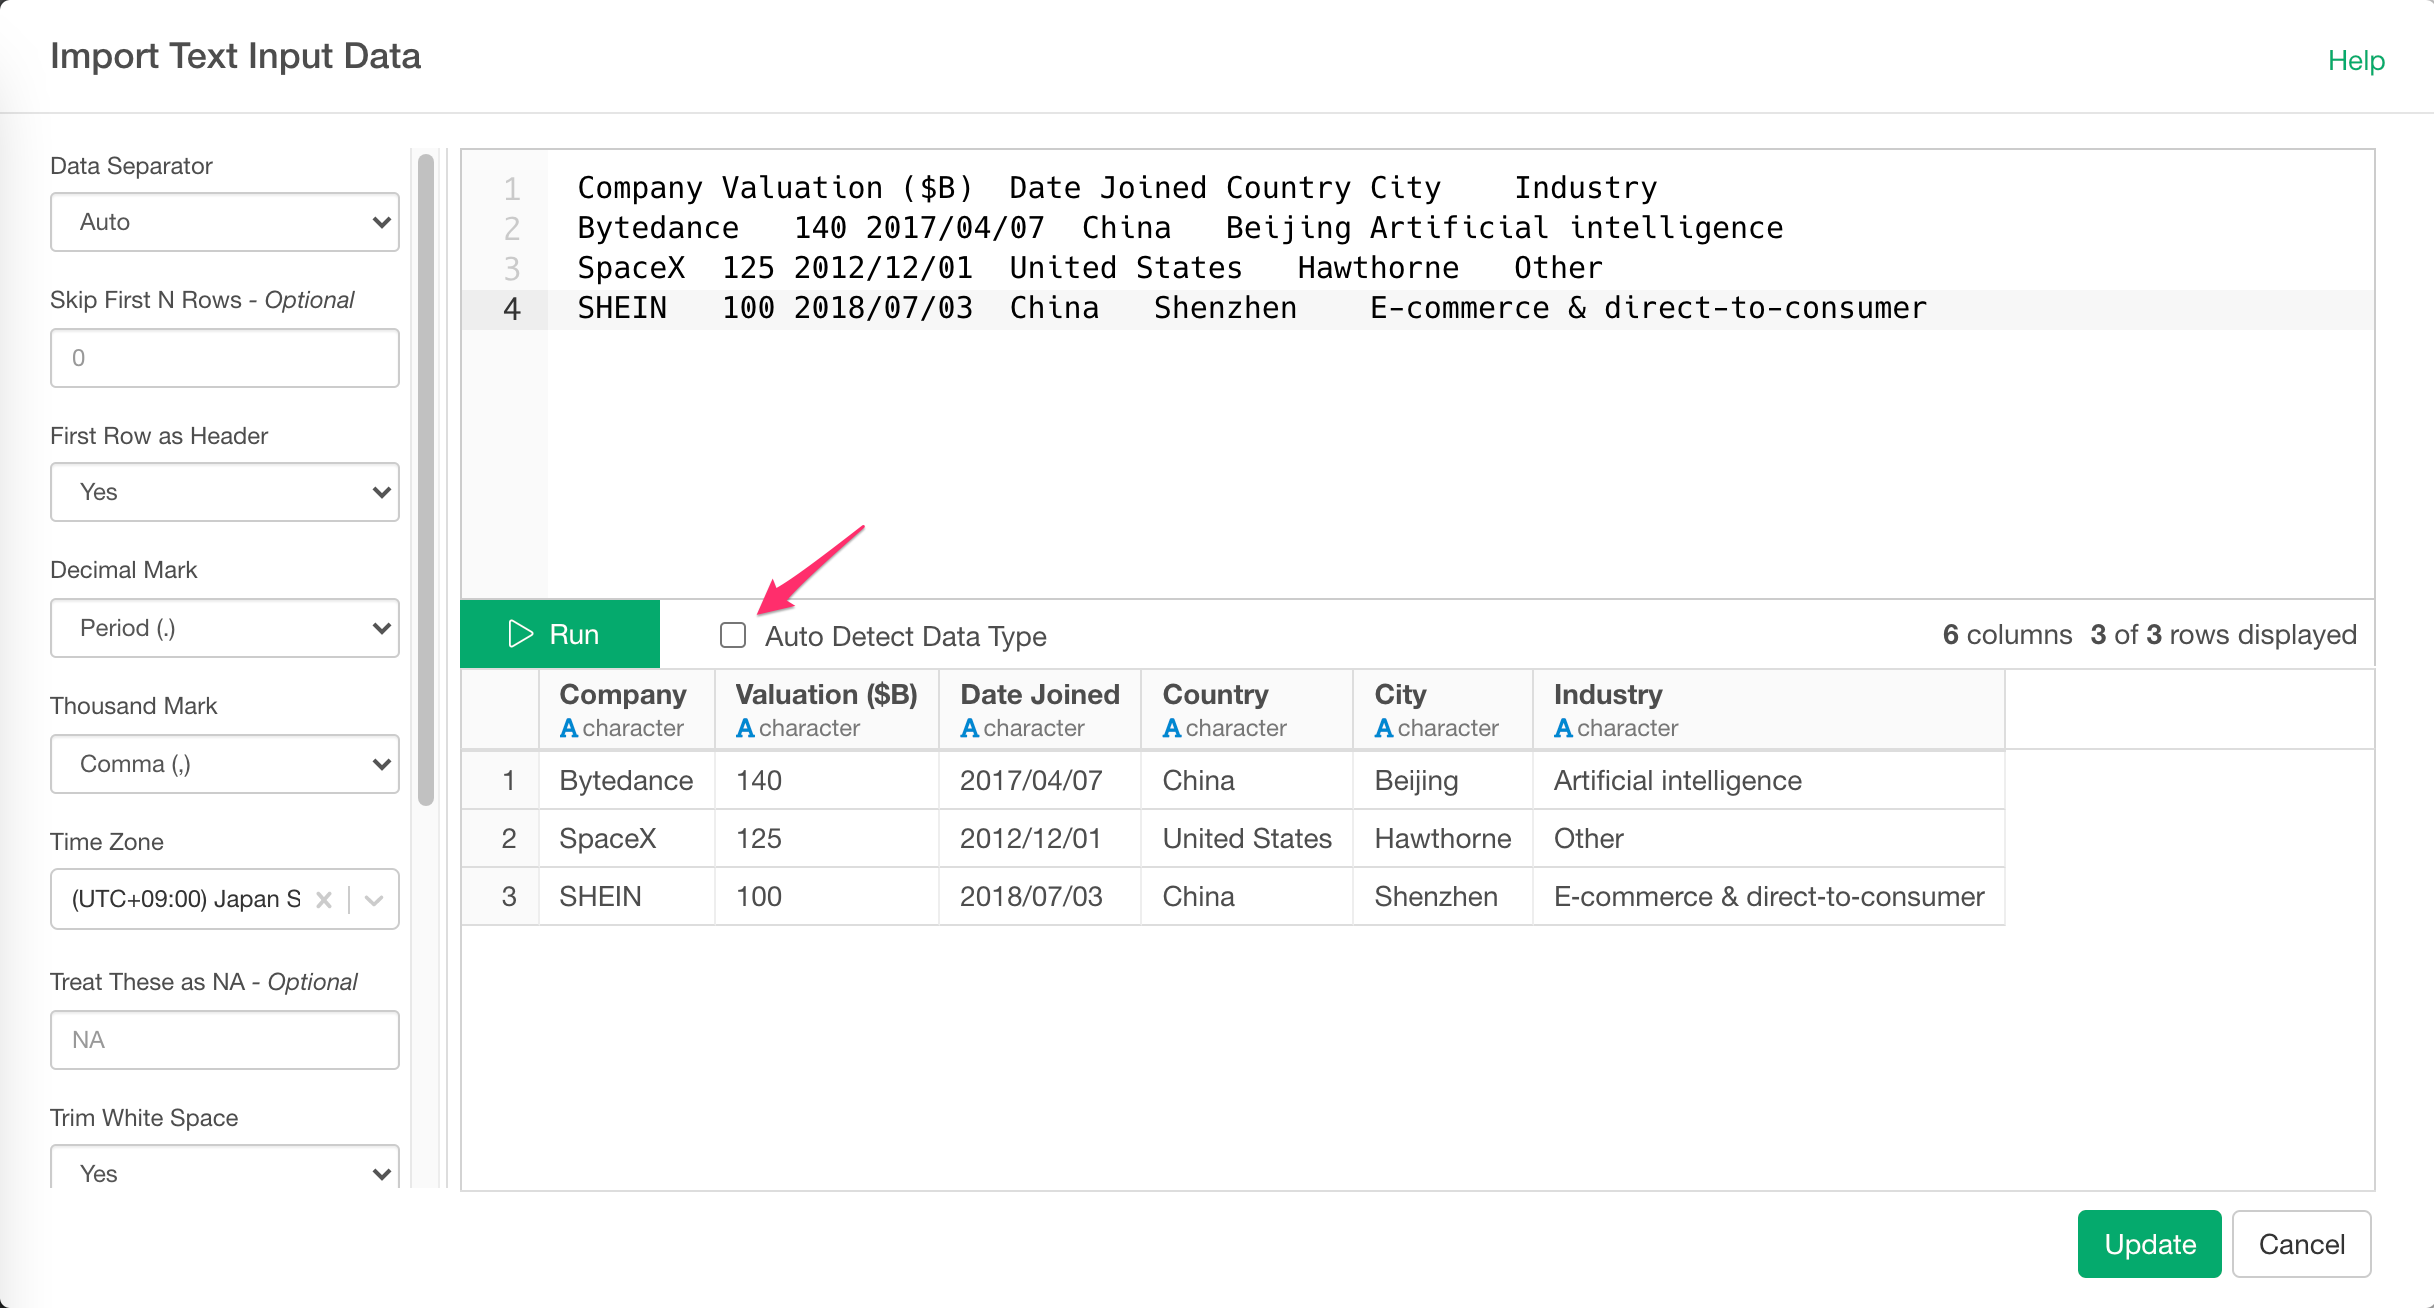 Import Text Input Data
Help
Data Separator
Auto
Skip First N Rows - Optional
0
First Row as Header
Yes
Decimal Mark
Period (.)
Thousand Mark
Comma (,)
Time Zone
(UTC+09:00) Japan S
Treat These as NA - Optional
NA
Trim White Space
Yes
1 Company Valuation ($B) Date Joined Country City Industry
2 Bytedance 140 2017/04/07 China Beijing Artificial intelligence
3 SpaceX 125 2012/12/01 United States Hawthorne Other
4 SHEIN 100 2018/07/03 China Shenzhen E-commerce & direct-to-consumer
Run Auto Detect Data Type 6 columns 3 of 3 rows displayed
Company Valuation ($B) Date Joined Country City Industry
A character A character A character A character A character A character
1 Bytedance 140 2017/04/07 China Beijing Artificial intelligence
2 SpaceX 125 2012/12/01 United States Hawthorne Other
3 SHEIN 100 2018/07/03 China Shenzhen E-commerce & direct-to-consumer
Update Cancel